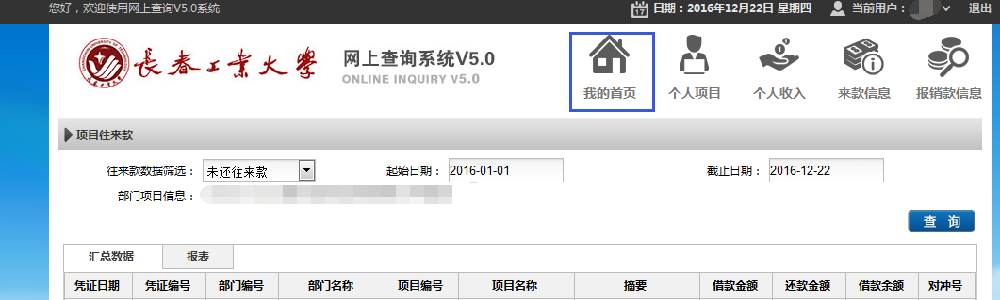 您好，欢迎使用网上查询V5.0系统
日期：2016年12月22日 星期四 当前用户： 退出
长春工业大学 网上查询系统V5.0
ONLINE INQUIRY V5.0
我的首页 个人项目 个人收入 来款信息 报销款信息
项目往来款
往来款数据筛选： 未还往来款 起始日期： 2016-01-01 截止日期： 2016-12-22
部门项目信息：
查 询
汇总数据 报表
凭证日期 凭证编号 部门编号 部门名称 项目编号 项目名称 摘要 借款金额 还款金额 借款余额 对冲号